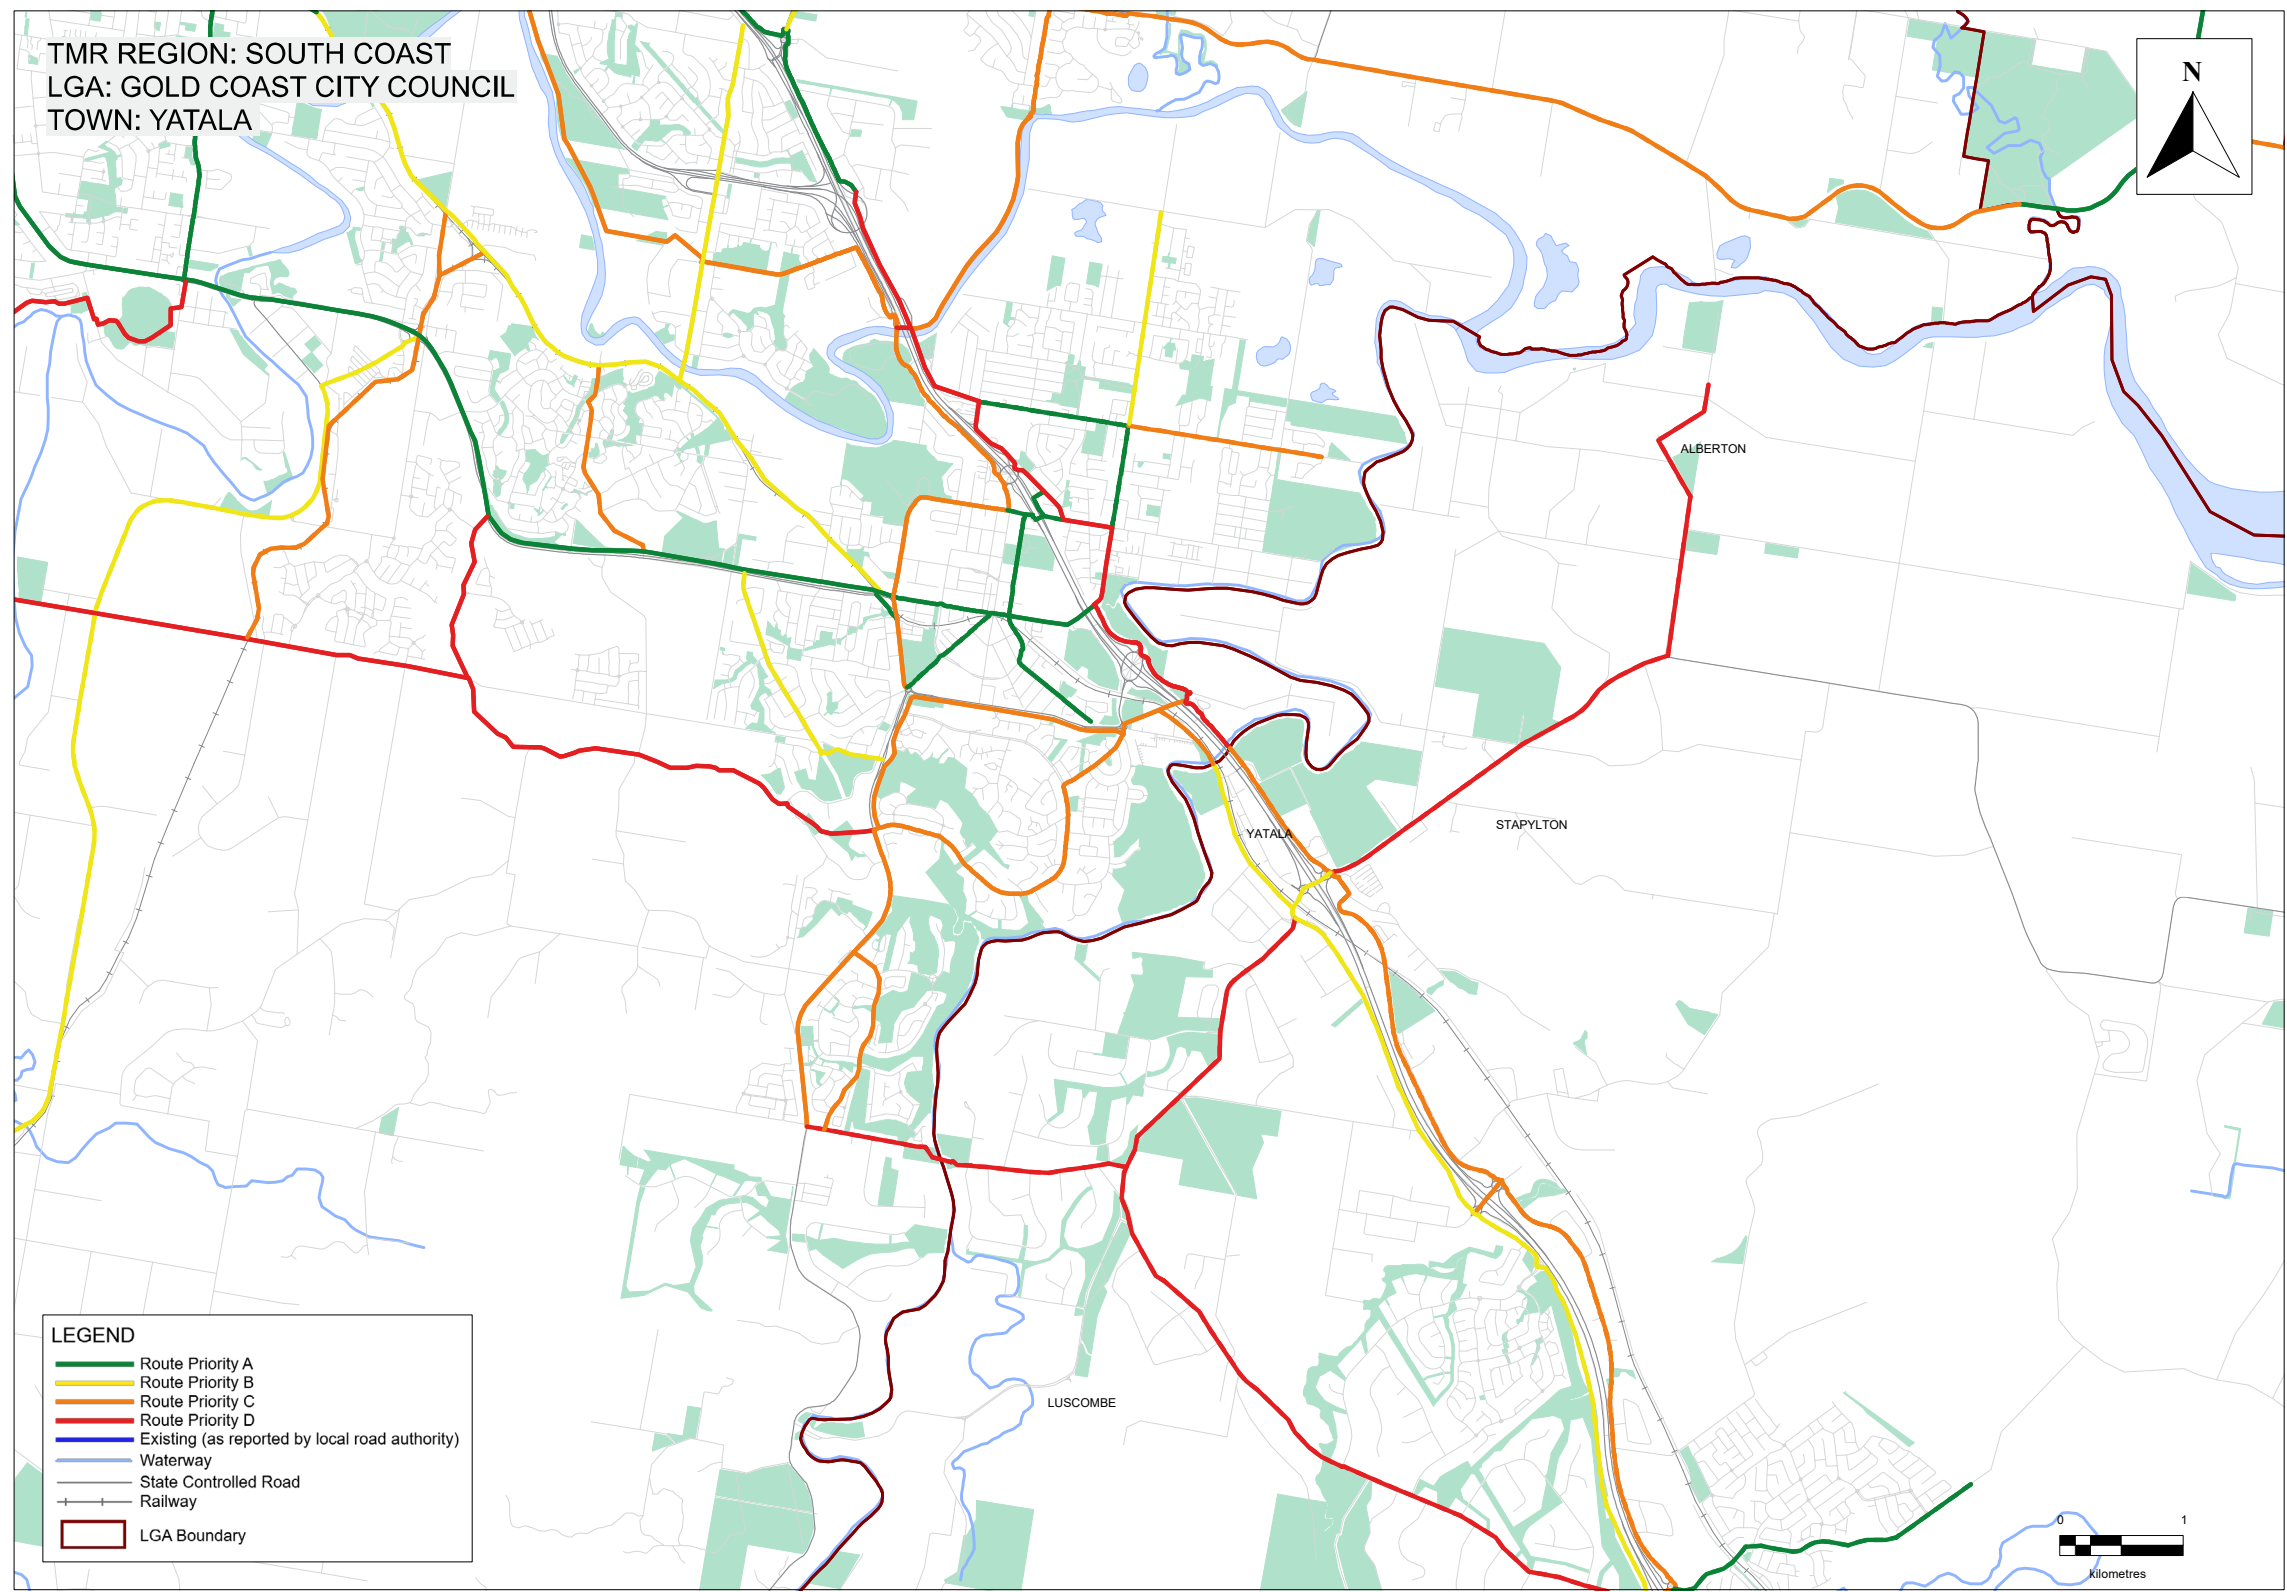 TMR REGION: SOUTH COAST
LGA: GOLD COAST CITY COUNCIL
TOWN: YATALA
N
ALBERTON
STAPYLTON
YATALA
LUSCOMBE
LEGEND
Route Priority A
Route Priority B
Route Priority C
Route Priority D
Existing (as reported by local road authority)
Waterway
State Controlled Road
Railway
LGA Boundary
0 1
kilometres